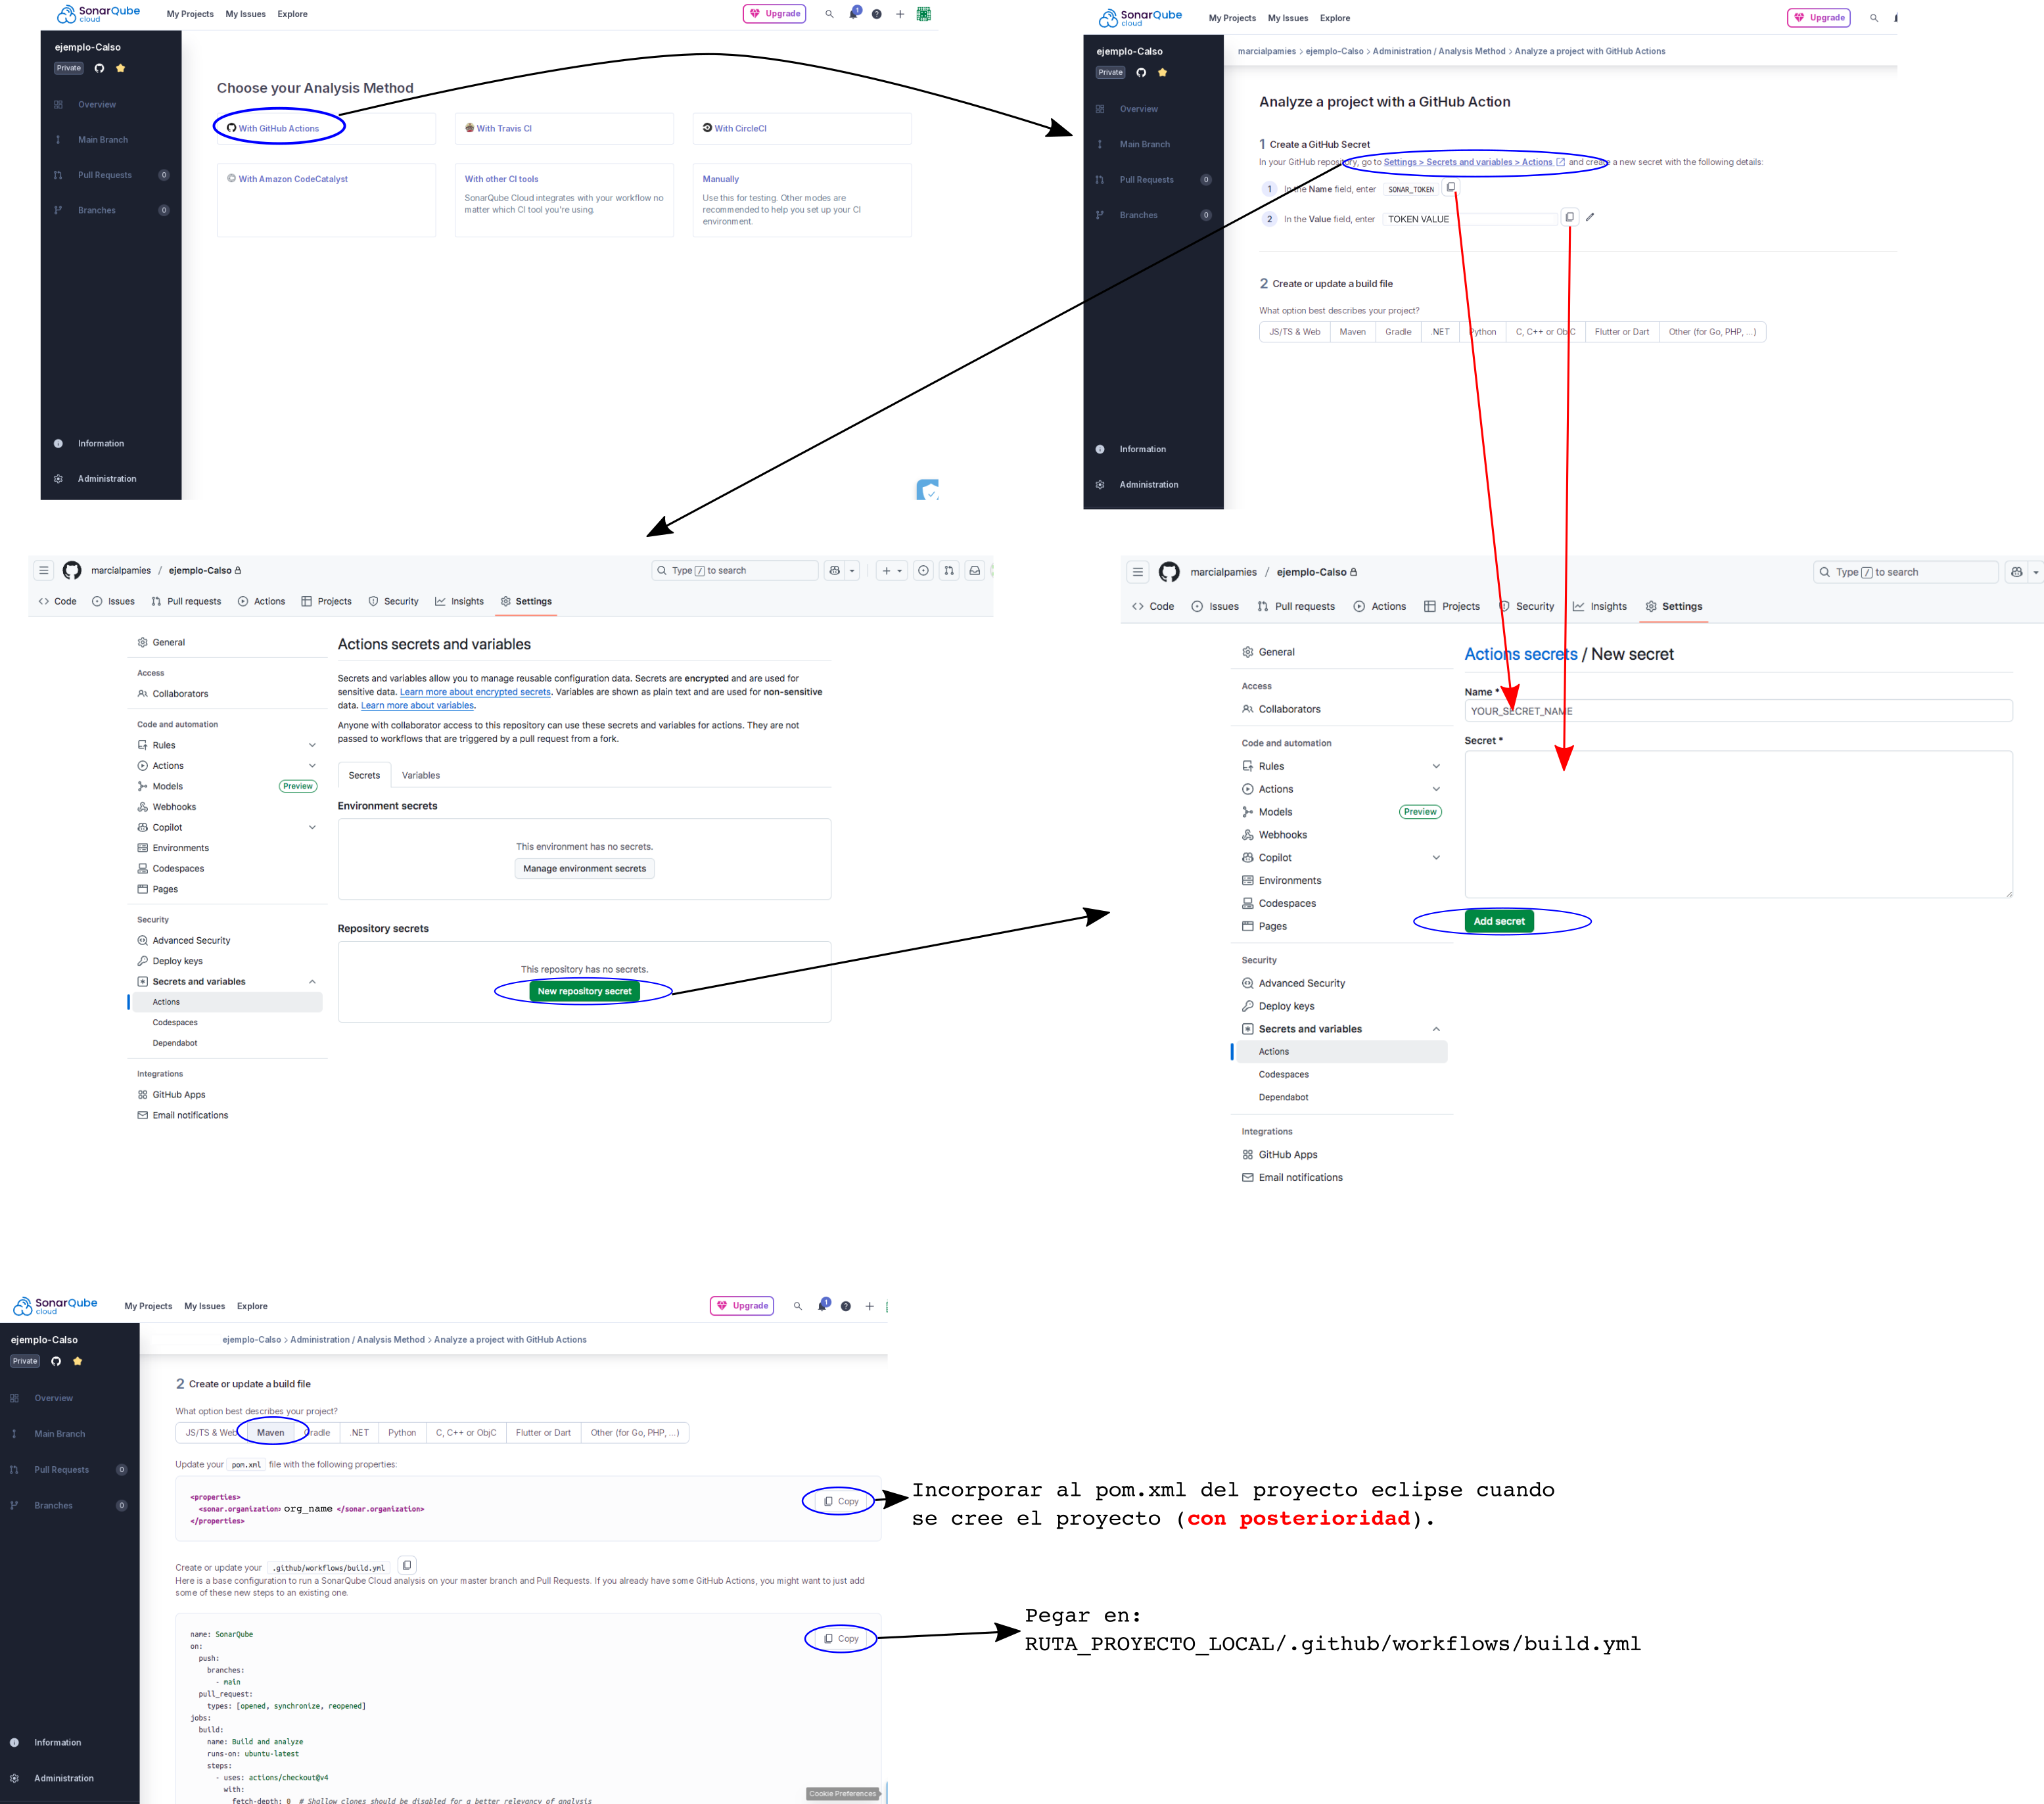 SonarQube cloud
My Projects My Issues Explore
Upgrade
1
ejemplo-Calso
Private
Overview
Main Branch
Pull Requests 0
Branches 0
Information
Administration
Choose your Analysis Method
With GitHub Actions
With Travis CI
With CircleCI
With Amazon CodeCatalyst
With other CI tools
SonarQube Cloud integrates with your workflow no
matter which CI tool you're using.
Manually
Use this for testing. Other modes are
recommended to help you set up your CI
environment.
SonarQube cloud
My Projects My Issues Explore
Upgrade
ejemplo-Calso
Private
Overview
Main Branch
Pull Requests 0
Branches 0
Information
Administration
marcialpamies > ejemplo-Calso > Administration / Analysis Method > Analyze a project with GitHub Actions
Analyze a project with a GitHub Action
1 Create a GitHub Secret
In your GitHub repository, go to Settings > Secrets and variables > Actions and create a new secret with the following details:
1 In the Name field, enter SONAR_TOKEN
2 In the Value field, enter TOKEN VALUE
2 Create or update a build file
What option best describes your project?
JS/TS & Web Maven Gradle .NET Python C, C++ or ObjC Flutter or Dart Other (for Go, PHP, ...)
marcialpamies / ejemplo-Calso
Type / to search
Code Issues Pull requests Actions Projects Security Insights Settings
General
Access
Collaborators
Code and automation
Rules
Actions
Models Preview
Webhooks
Copilot
Environments
Codespaces
Pages
Security
Advanced Security
Deploy keys
Secrets and variables
Actions
Codespaces
Dependabot
Integrations
GitHub Apps
Email notifications
Actions secrets and variables
Secrets and variables allow you to manage reusable configuration data. Secrets are encrypted and are used for
sensitive data. Learn more about encrypted secrets. Variables are shown as plain text and are used for non-sensitive
data. Learn more about variables.
Anyone with collaborator access to this repository can use these secrets and variables for actions. They are not
passed to workflows that are triggered by a pull request from a fork.
Secrets Variables
Environment secrets
This environment has no secrets.
Manage environment secrets
Repository secrets
This repository has no secrets.
New repository secret
marcialpamies / ejemplo-Calso
Type / to search
Code Issues Pull requests Actions Projects Security Insights Settings
General
Access
Collaborators
Code and automation
Rules
Actions
Models Preview
Webhooks
Copilot
Environments
Codespaces
Pages
Security
Advanced Security
Deploy keys
Secrets and variables
Actions
Codespaces
Dependabot
Integrations
GitHub Apps
Email notifications
Actions secrets / New secret
Name *
YOUR_SECRET_NAME
Secret *
Add secret
SonarQube cloud
My Projects My Issues Explore
Upgrade
1
ejemplo-Calso
Private
Overview
Main Branch
Pull Requests 0
Branches 0
Information
Administration
ejemplo-Calso > Administration / Analysis Method > Analyze a project with GitHub Actions
2 Create or update a build file
What option best describes your project?
JS/TS & Web Maven Gradle .NET Python C, C++ or ObjC Flutter or Dart Other (for Go, PHP, ...)
Update your pom.xml file with the following properties:
<properties>
<sonar.organization> org_name </sonar.organization>
</properties>
Copy
Incorporar al pom.xml del proyecto eclipse cuando
se cree el proyecto (con posterioridad).
Create or update your .github/workflows/build.yml
Here is a base configuration to run a SonarQube Cloud analysis on your master branch and Pull Requests. If you already have some GitHub Actions, you might want to just add
some of these new steps to an existing one.
Copy
Pegar en:
RUTA_PROYECTO_LOCAL/.github/workflows/build.yml
name: SonarQube
on:
push:
branches:
- main
pull_request:
types: [opened, synchronize, reopened]
jobs:
build:
name: Build and analyze
runs-on: ubuntu-latest
steps:
- uses: actions/checkout@v4
with:
fetch-depth: 0 # Shallow clones should be disabled for a better relevancy of analysis
Cookie Preferences